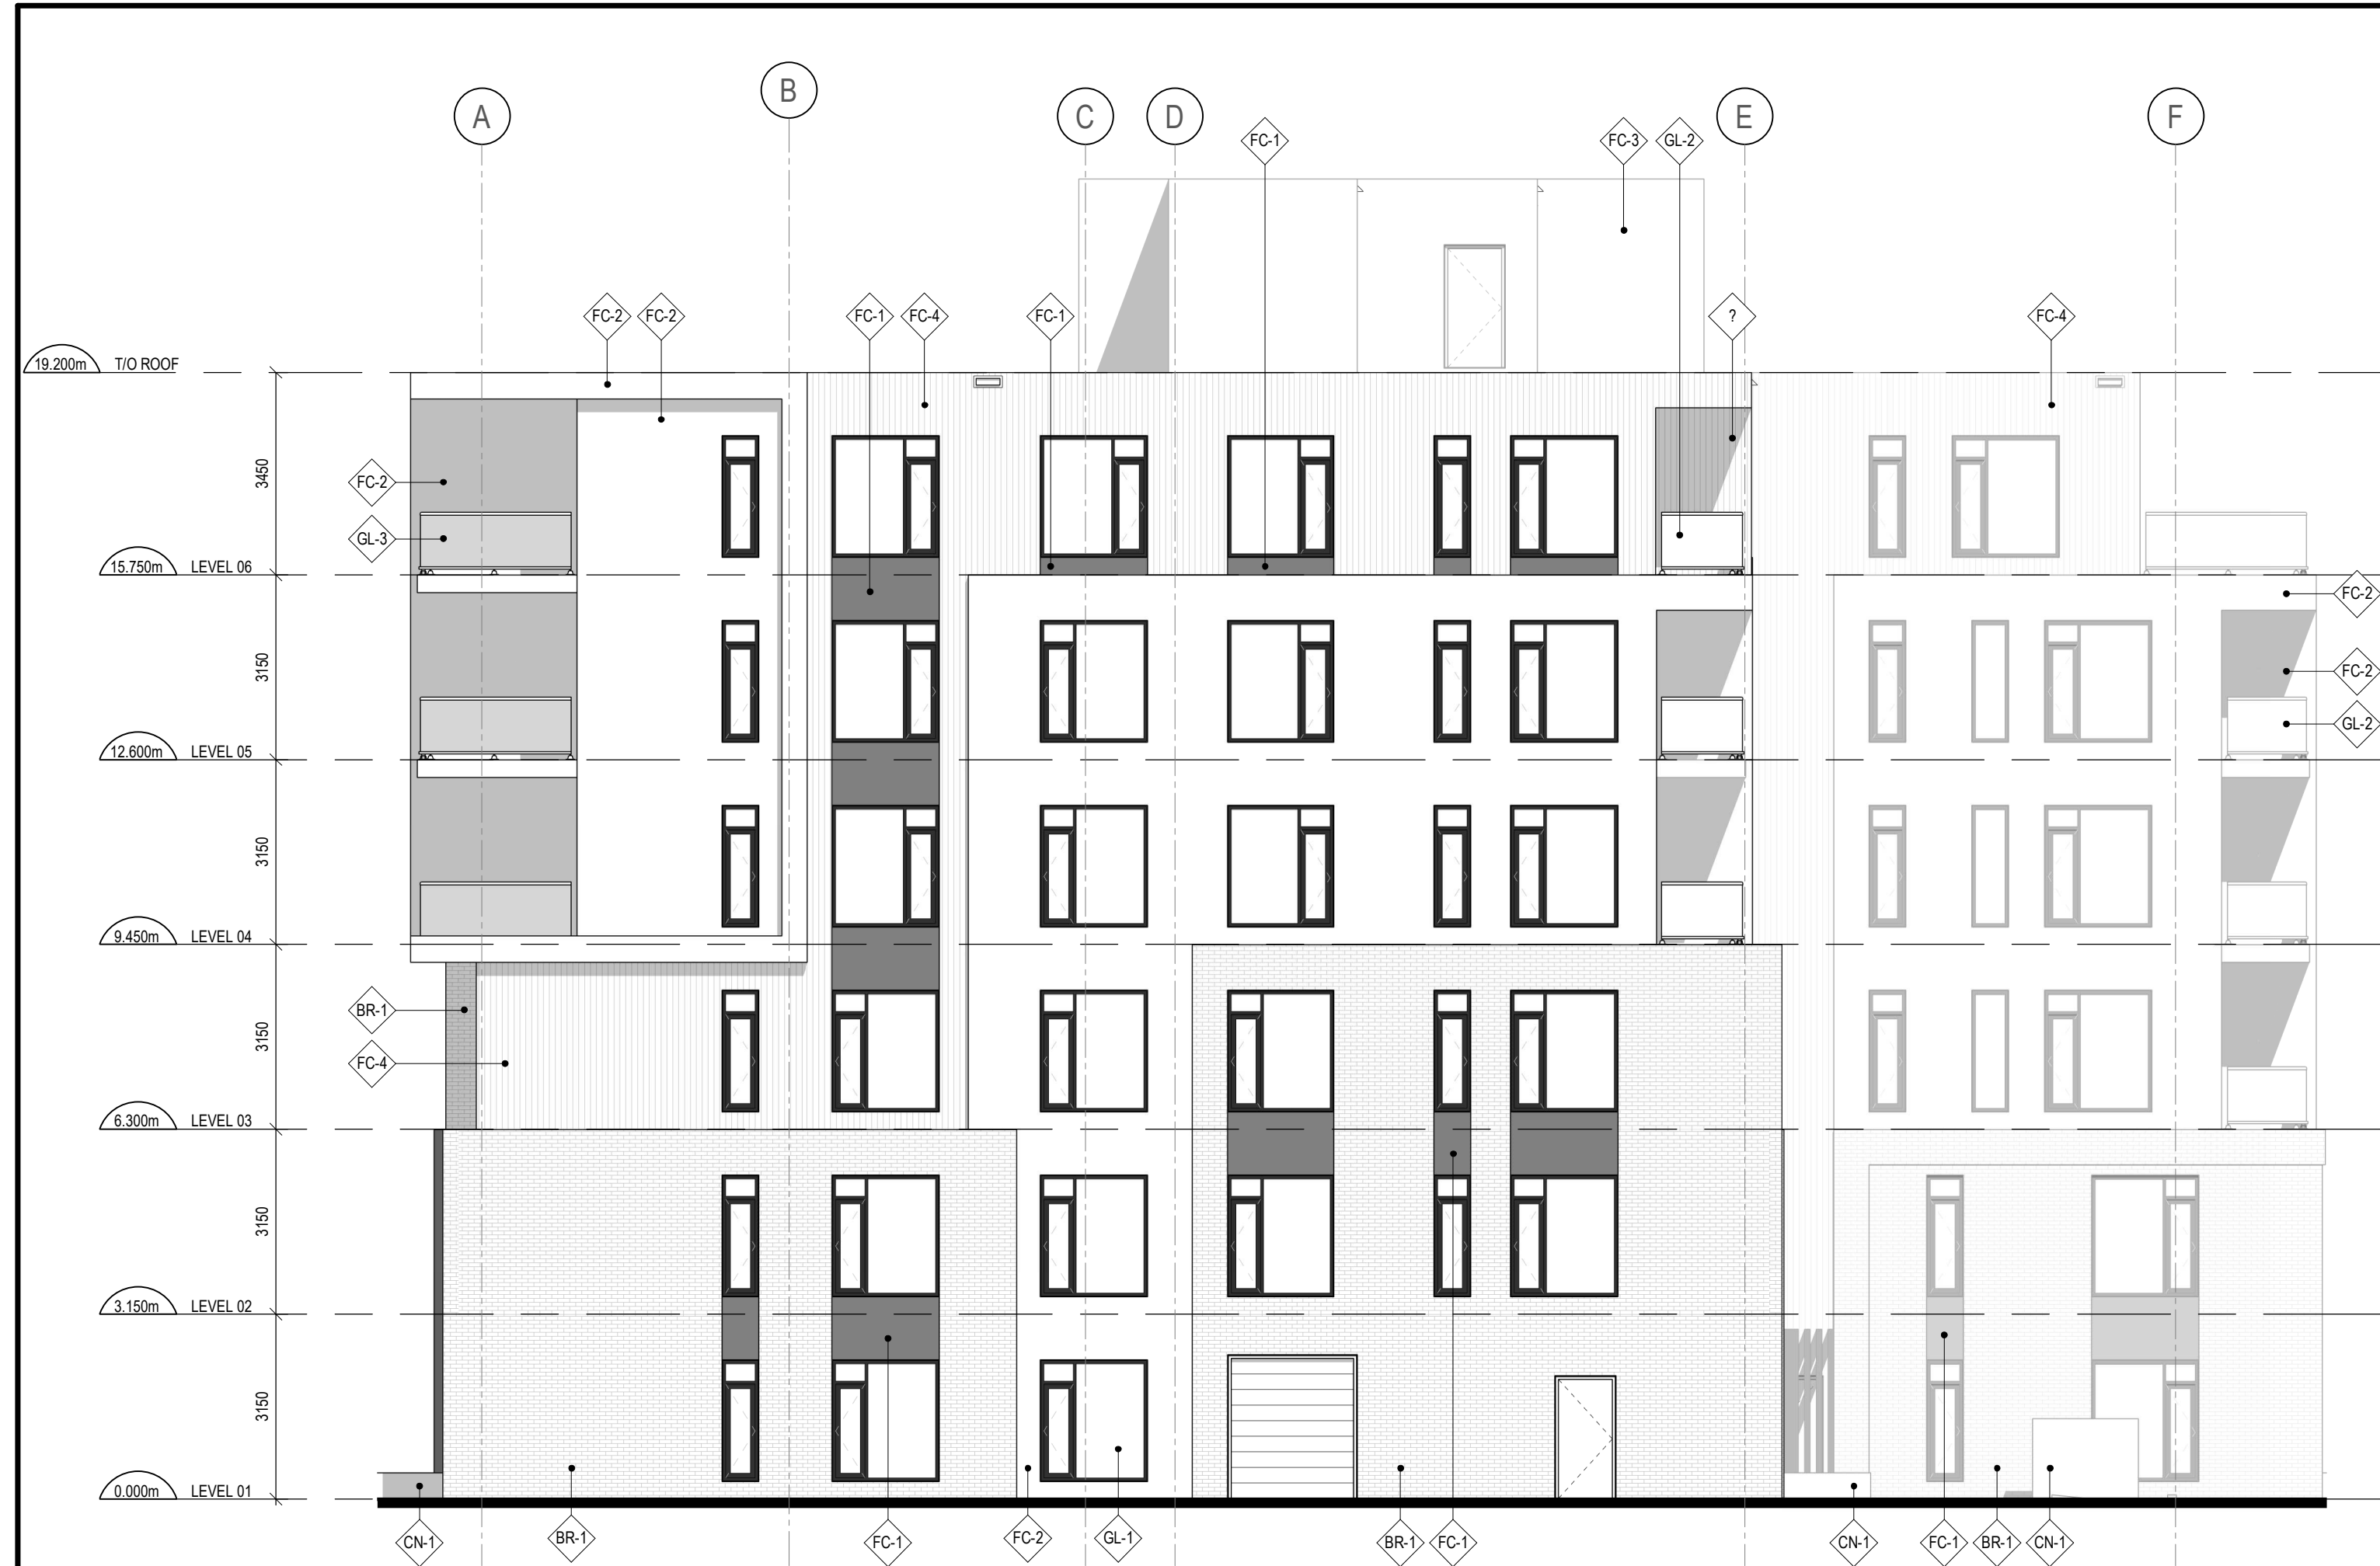 A
B
C
D
E
F
FC-1
FC-3
GL-2
FC-2
FC-2
FC-1
FC-4
FC-1
?
FC-4
19.200m T/O ROOF
3450
FC-2
GL-3
15.750m LEVEL 06
FC-2
3150
FC-2
GL-2
12.600m LEVEL 05
3150
9.450m LEVEL 04
BR-1
3150
FC-4
6.300m LEVEL 03
3150
3.150m LEVEL 02
3150
0.000m LEVEL 01
CN-1
BR-1
FC-1
FC-2
GL-1
BR-1
FC-1
CN-1
FC-1
BR-1
CN-1